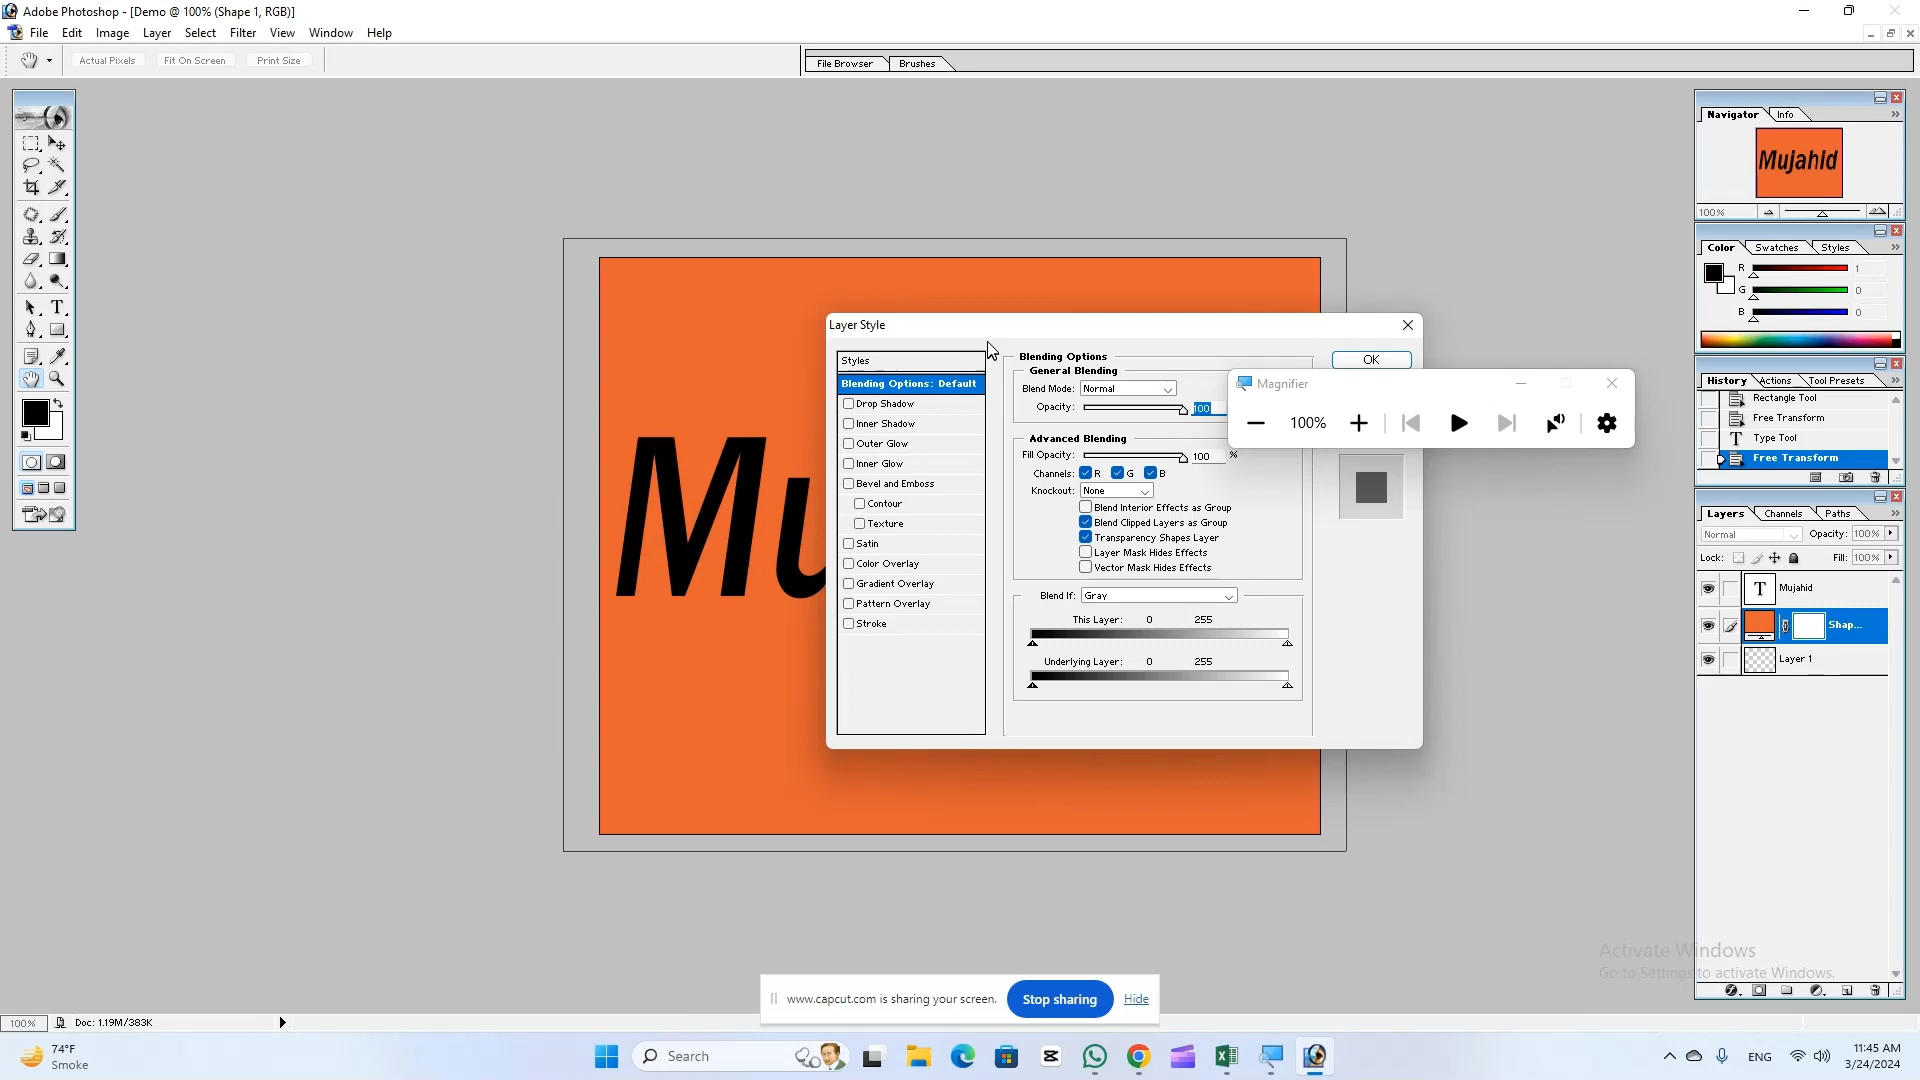 Adobe Photoshop - [Demo @ 100% (Shape 1, RGB)]
File Edit Image Layer Select Filter View Window Help
Actual Pixels Fit On Screen Print Size
File Browser Brushes
Navigator Info
Mujahid
100%
Color Swatches Styles
R 1
G 0
B 0
History Actions Tool Presets
Rectangle Tool
Free Transform
Type Tool
Free Transform
Layers Channels Paths
Normal Opacity: 100%
Lock: Fill: 100%
T Mujahid
Shap...
Layer 1
Mu
Layer Style
Styles
Blending Options: Default
Drop Shadow
Inner Shadow
Outer Glow
Inner Glow
Bevel and Emboss
Contour
Texture
Satin
Color Overlay
Gradient Overlay
Pattern Overlay
Stroke
Blending Options
General Blending
Blend Mode: Normal
Opacity: 100
Advanced Blending
Fill Opacity: 100 %
Channels: R G B
Knockout: None
Blend Interior Effects as Group
Blend Clipped Layers as Group
Transparency Shapes Layer
Layer Mask Hides Effects
Vector Mask Hides Effects
Blend If: Gray
This Layer: 0 255
Underlying Layer: 0 255
OK
Magnifier
100%
Activate Windows
Go to Settings to activate Windows.
www.capcut.com is sharing your screen. Stop sharing Hide
100% Doc: 1.19M/383K
74°F
Smoke
Search
ENG
11:45 AM
3/24/2024